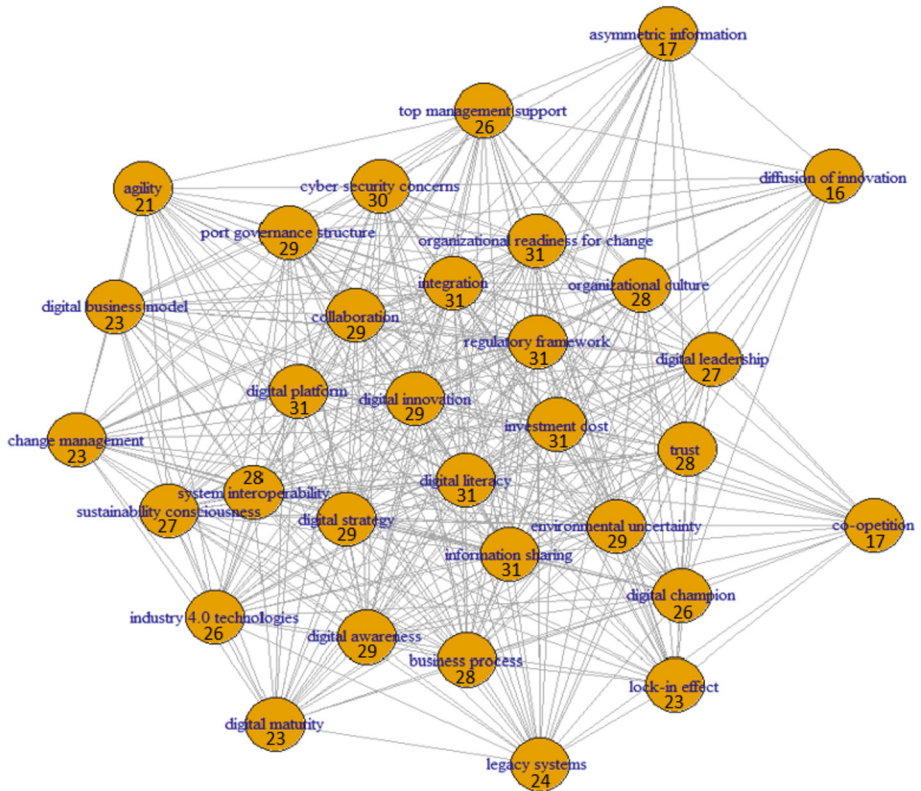 asymmetric information
17
top management support
26
diffusion of innovation
16
agility
21
cyber security concerns
30
port governance structure
29
organizational readiness for change
31
integration
31
organizational culture
28
digital business model
23
collaboration
29
regulatory framework
31
digital leadership
27
digital platform
31
digital innovation
29
investment cost
31
change management
23
trust
28
28
system interoperability
digital literacy
31
sustainability consciousness
27
digital strategy
29
environmental uncertainty
29
co-opetition
17
information sharing
31
digital champion
26
industry 4.0 technologies
26
digital awareness
29
business process
28
lock-in effect
23
digital maturity
23
legacy systems
24